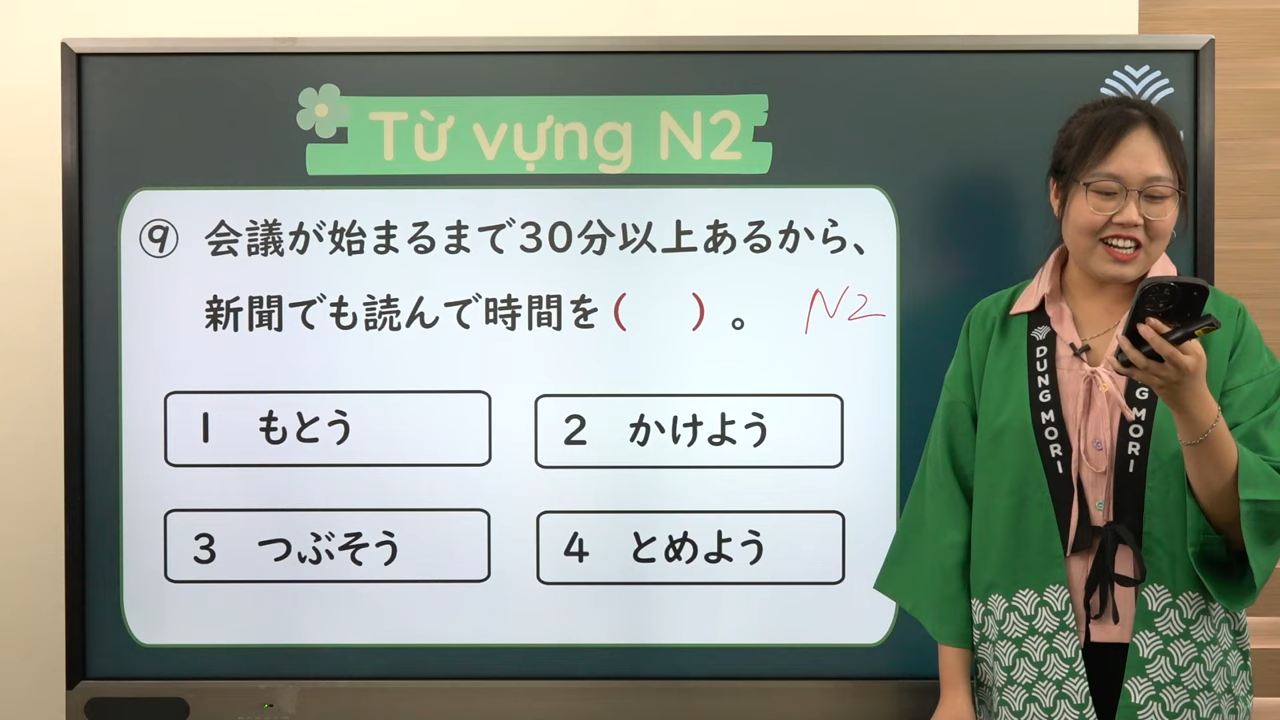 Từ vựng N2
⑨ 会議が始まるまで30分以上あるから、
新聞でも読んで時間を( )。 N2
1 もとう
2 かけよう
3 つぶそう
4 とめよう
DUNG MORI
G MORI